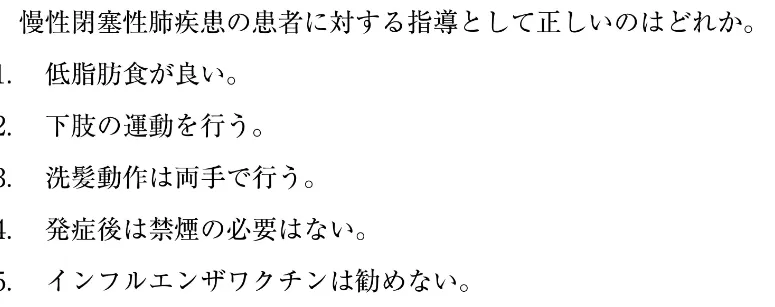 慢性閉塞性肺疾患の患者に対する指導として正しいのはどれか。
1. 低脂肪食が良い。
2. 下肢の運動を行う。
3. 洗髪動作は両手で行う。
4. 発症後は禁煙の必要はない。
5. インフルエンザワクチンは勧めない。